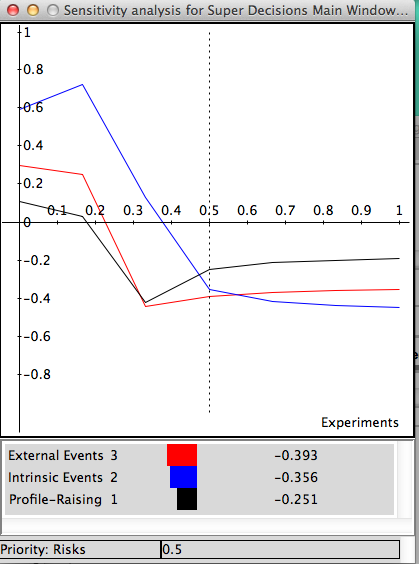 Sensitivity analysis for Super Decisions Main Window...
1
0.8
0.6
0.4
0.2
0.1 0.2 0.3 0.4 0.5 0.6 0.7 0.8 0.9 1
0
-0.2
-0.4
-0.6
-0.8
Experiments
External Events 3 -0.393
Intrinsic Events 2 -0.356
Profile-Raising 1 -0.251
Priority: Risks 0.5